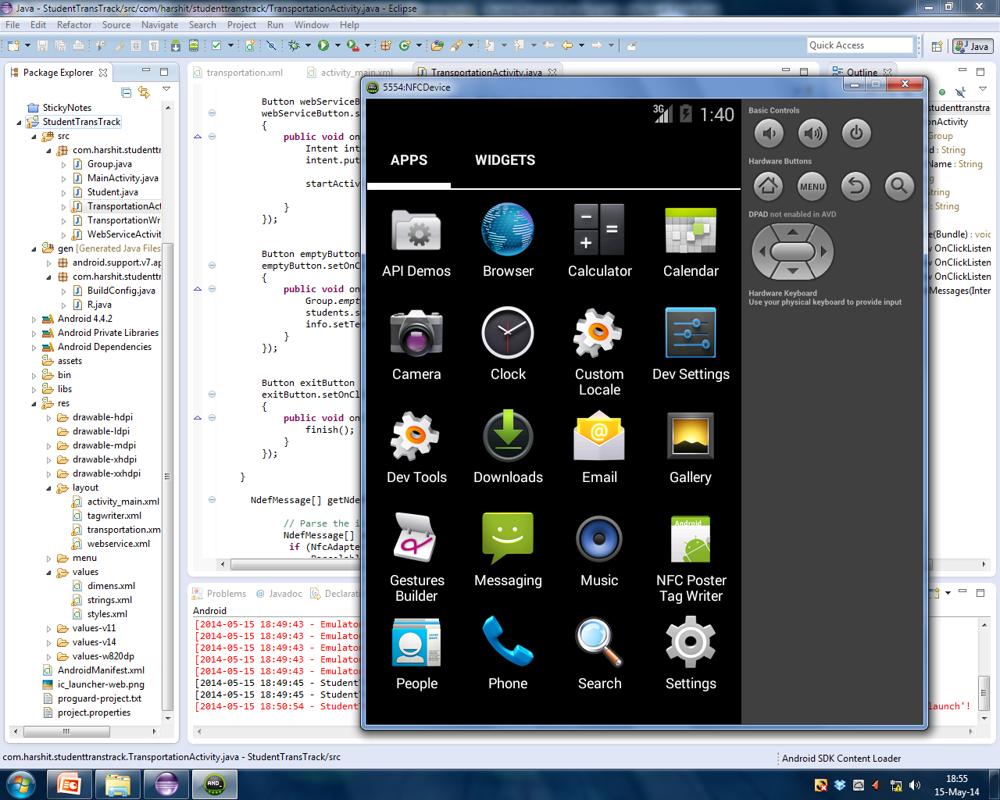 Java - StudentTransTrack/src/com/harshit/studenttranstrack/TransportationActivity.java - Eclipse
File Edit Refactor Source Navigate Search Project Run Window Help
Quick Access
Java
Package Explorer
StickyNotes
StudentTransTrack
src
com.harshit.studenttr
Group.java
MainActivity.java
Student.java
TransportationAct
TransportationWr
WebServiceActivit
gen [Generated Java Files
android.support.v7.ap
com.harshit.studenttr
BuildConfig.java
R.java
Android 4.4.2
Android Private Libraries
Android Dependencies
assets
bin
libs
res
drawable-hdpi
drawable-ldpi
drawable-mdpi
drawable-xhdpi
drawable-xxhdpi
layout
activity_main.xml
tagwriter.xml
transportation.xm
webservice.xml
menu
values
dimens.xml
strings.xml
styles.xml
values-v11
values-v14
values-w820dp
AndroidManifest.xml
ic_launcher-web.png
proguard-project.txt
project.properties
transportation.xml
activity_main.xml
TransportationActivity.java
Button webServiceB
webServiceButton.s
{
public void on
Intent int
intent.put
startActiv
}
});
Button emptyButton
emptyButton.setOnC
{
public void on
Group.empt
students.s
info.setTe
}
});
Button exitButton
exitButton.setOnCl
{
public void on
finish();
}
});
}
NdefMessage[] getNde
// Parse the i
NdefMessage[]
if (NfcAdapte
Outline
studenttranstra
onActivity
Group
d : String
Name : String
String
: String
e(Bundle) : void
w OnClickListen
w OnClickListen
w OnClickListen
Messages(Inter
5554:NFCDevice
3G 1:40
APPS WIDGETS
API Demos Browser Calculator Calendar
Camera Clock Custom Locale Dev Settings
Dev Tools Downloads Email Gallery
Android
Gestures Builder Messaging Music NFC Poster Tag Writer
People Phone Search Settings
Basic Controls
Hardware Buttons
MENU
DPAD not enabled in AVD
Hardware Keyboard
Use your physical keyboard to provide input
Problems @ Javadoc Declarati
Android
[2014-05-15 18:49:43 - Emulator
[2014-05-15 18:49:43 - Emulator
[2014-05-15 18:49:43 - Emulator
[2014-05-15 18:49:43 - Emulator
[2014-05-15 18:49:43 - Emulator
[2014-05-15 18:49:45 - StudentT
[2014-05-15 18:49:45 - StudentT
[2014-05-15 18:50:54 - StudentT launch'!
com.harshit.studenttranstrack.TransportationActivity.java - StudentTransTrack/src
Android SDK Content Loader
AND_
18:55
15-May-14